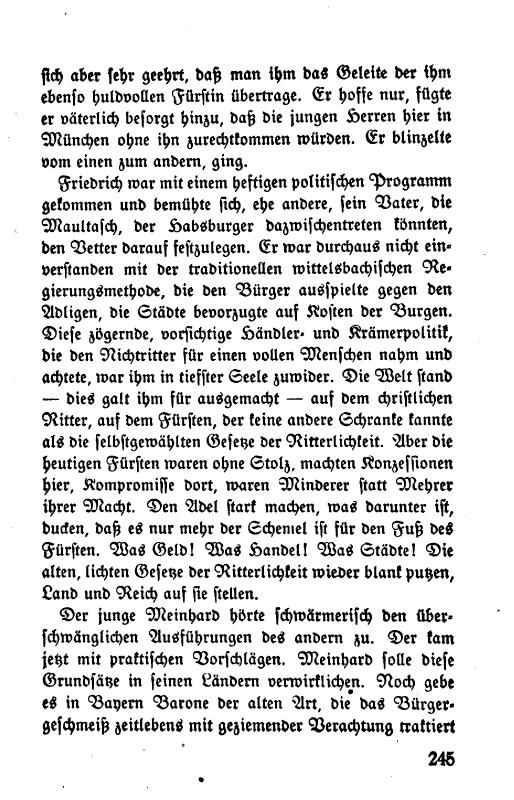 sich aber sehr geehrt, daß man ihm das Geleite der ihm
ebenso huldvollen Fürstin übertrage. Er hoffe nur, fügte
er väterlich besorgt hinzu, daß die jungen Herren hier in
München ohne ihn zurechtkommen würden. Er blinzelte
vom einen zum andern, ging.
Friedrich war mit einem heftigen politischen Programm
gekommen und bemühte sich, ehe andere, sein Vater, die
Maultasch, der Habsburger dazwischentreten könnten,
den Vetter darauf festzulegen. Er war durchaus nicht ein-
verstanden mit der traditionellen wittelsbachischen Re-
gierungsmethode, die den Bürger ausspielte gegen den
Adligen, die Städte bevorzugte auf Kosten der Burgen.
Diese zögernde, vorsichtige Händler- und Krämerpolitik,
die den Nichtritter für einen vollen Menschen nahm und
achtete, war ihm in tiefster Seele zuwider. Die Welt stand
— dies galt ihm für ausgemacht — auf dem christlichen
Ritter, auf dem Fürsten, der keine andere Schranke kannte
als die selbstgewählten Gesetze der Ritterlichkeit. Aber die
heutigen Fürsten waren ohne Stolz, machten Konzessionen
hier, Kompromisse dort, waren Minderer statt Mehrer
ihrer Macht. Den Adel stark machen, was darunter ist,
ducken, daß es nur mehr der Schemel ist für den Fuß des
Fürsten. Was Geld! Was Handel! Was Städte! Die
alten, lichten Gesetze der Ritterlichkeit wieder blank putzen,
Land und Reich auf sie stellen.
Der junge Meinhard hörte schwärmerisch den über-
schwänglichen Ausführungen des andern zu. Der kam
jetzt mit praktischen Vorschlägen. Meinhard solle diese
Grundsätze in seinen Ländern verwirklichen. Noch gebe
es in Bayern Barone der alten Art, die das Bürger-
geschmeiß zeitlebens mit geziemender Verachtung traktiert
245